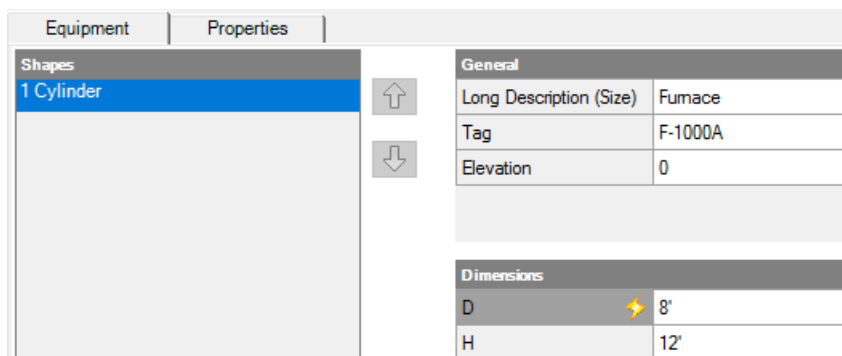 Equipment
Properties
Shapes
1 Cylinder
General
Long Description (Size) Furnace
Tag F-1000A
Elevation 0
Dimensions
D 8'
H 12'